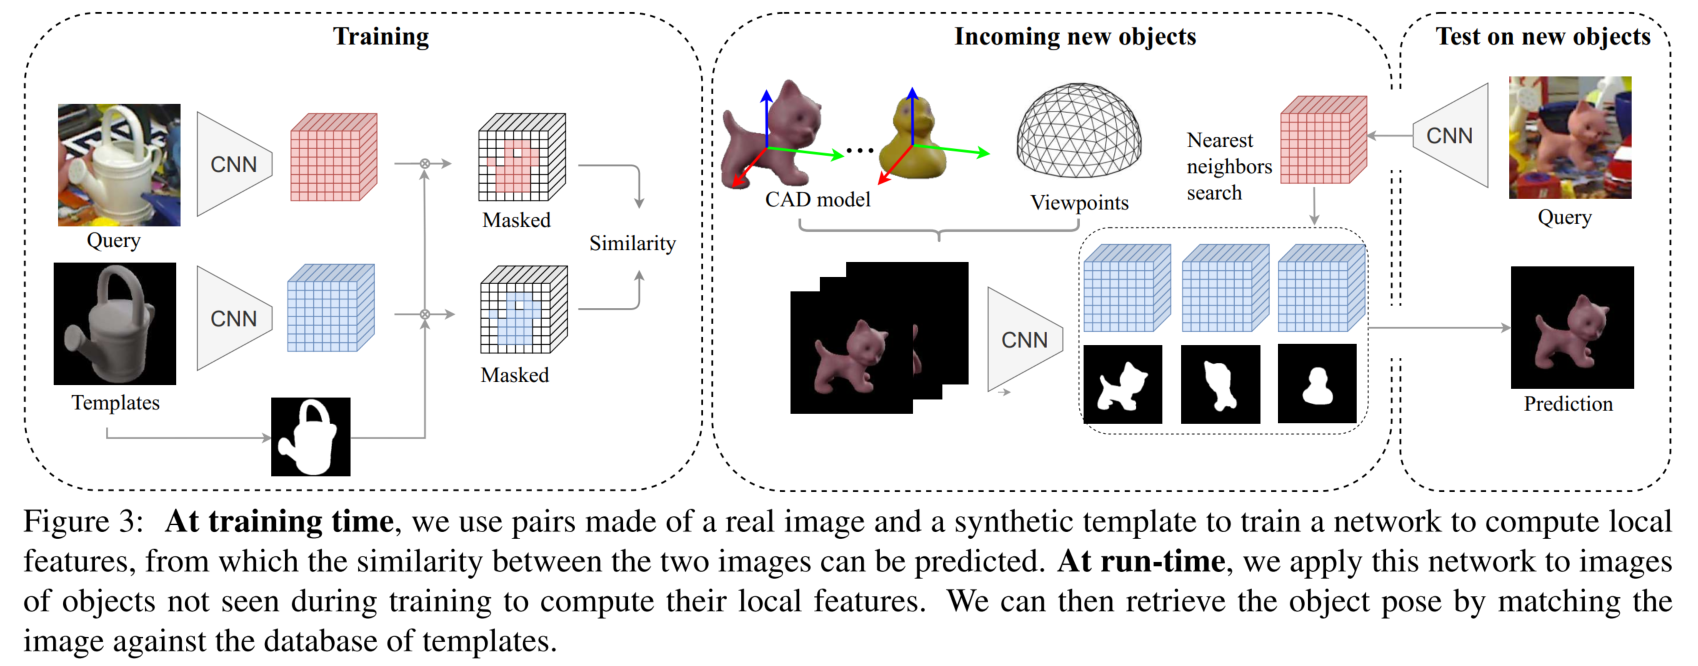 Training
CNN
Query
Masked
Similarity
CNN
Templates
Masked
Incoming new objects
...
CAD model
Viewpoints
Nearest
neighbors
search
CNN
Test on new objects
CNN
Query
Prediction
Figure 3: At training time, we use pairs made of a real image and a synthetic template to train a network to compute local
features, from which the similarity between the two images can be predicted. At run-time, we apply this network to images
of objects not seen during training to compute their local features. We can then retrieve the object pose by matching the
image against the database of templates.